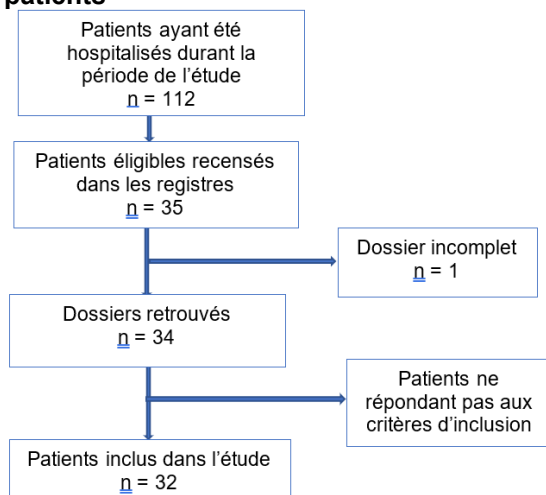 patients
Patients ayant été
hospitalisés durant la
période de l'étude
n = 112
Patients éligibles recensés
dans les registres
n = 35
Dossier incomplet
n = 1
Dossiers retrouvés
n = 34
Patients ne
répondant pas aux
critères d'inclusion
Patients inclus dans l'étude
n = 32